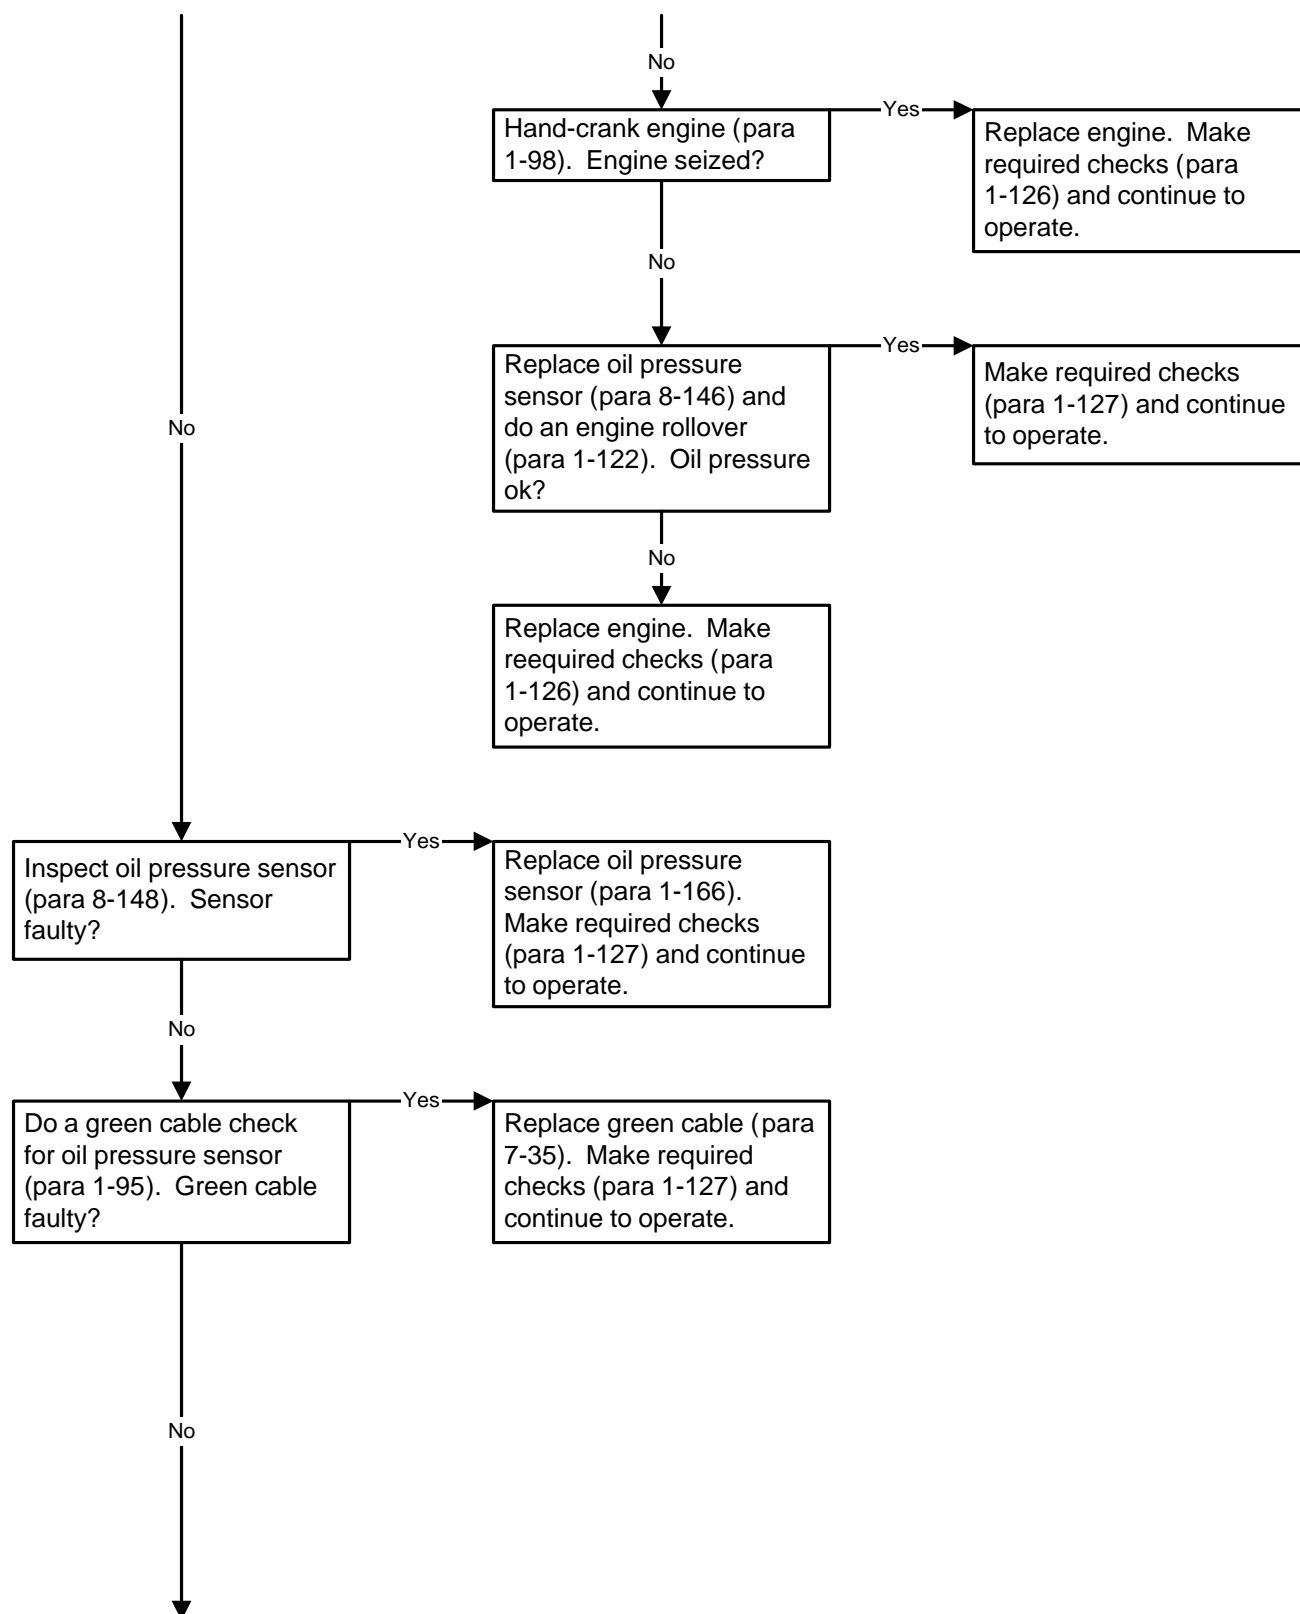 No
Hand-crank engine (para
1-98).  Engine seized?
Yes
Replace engine.  Make
required checks (para
1-126) and continue to
operate.
No
Replace oil pressure
sensor (para 8-146) and
do an engine rollover
(para 1-122).  Oil pressure
ok?
Yes
Make required checks
(para 1-127) and continue
to operate.
No
No
Replace engine.  Make
reequired checks (para
1-126) and continue to
operate.
Inspect oil pressure sensor
(para 8-148).  Sensor
faulty?
Yes
Replace oil pressure
sensor (para 1-166).
Make required checks
(para 1-127) and continue
to operate.
No
Do a green cable check
for oil pressure sensor
(para 1-95).  Green cable
faulty?
Yes
Replace green cable (para
7-35).  Make required
checks (para 1-127) and
continue to operate.
No